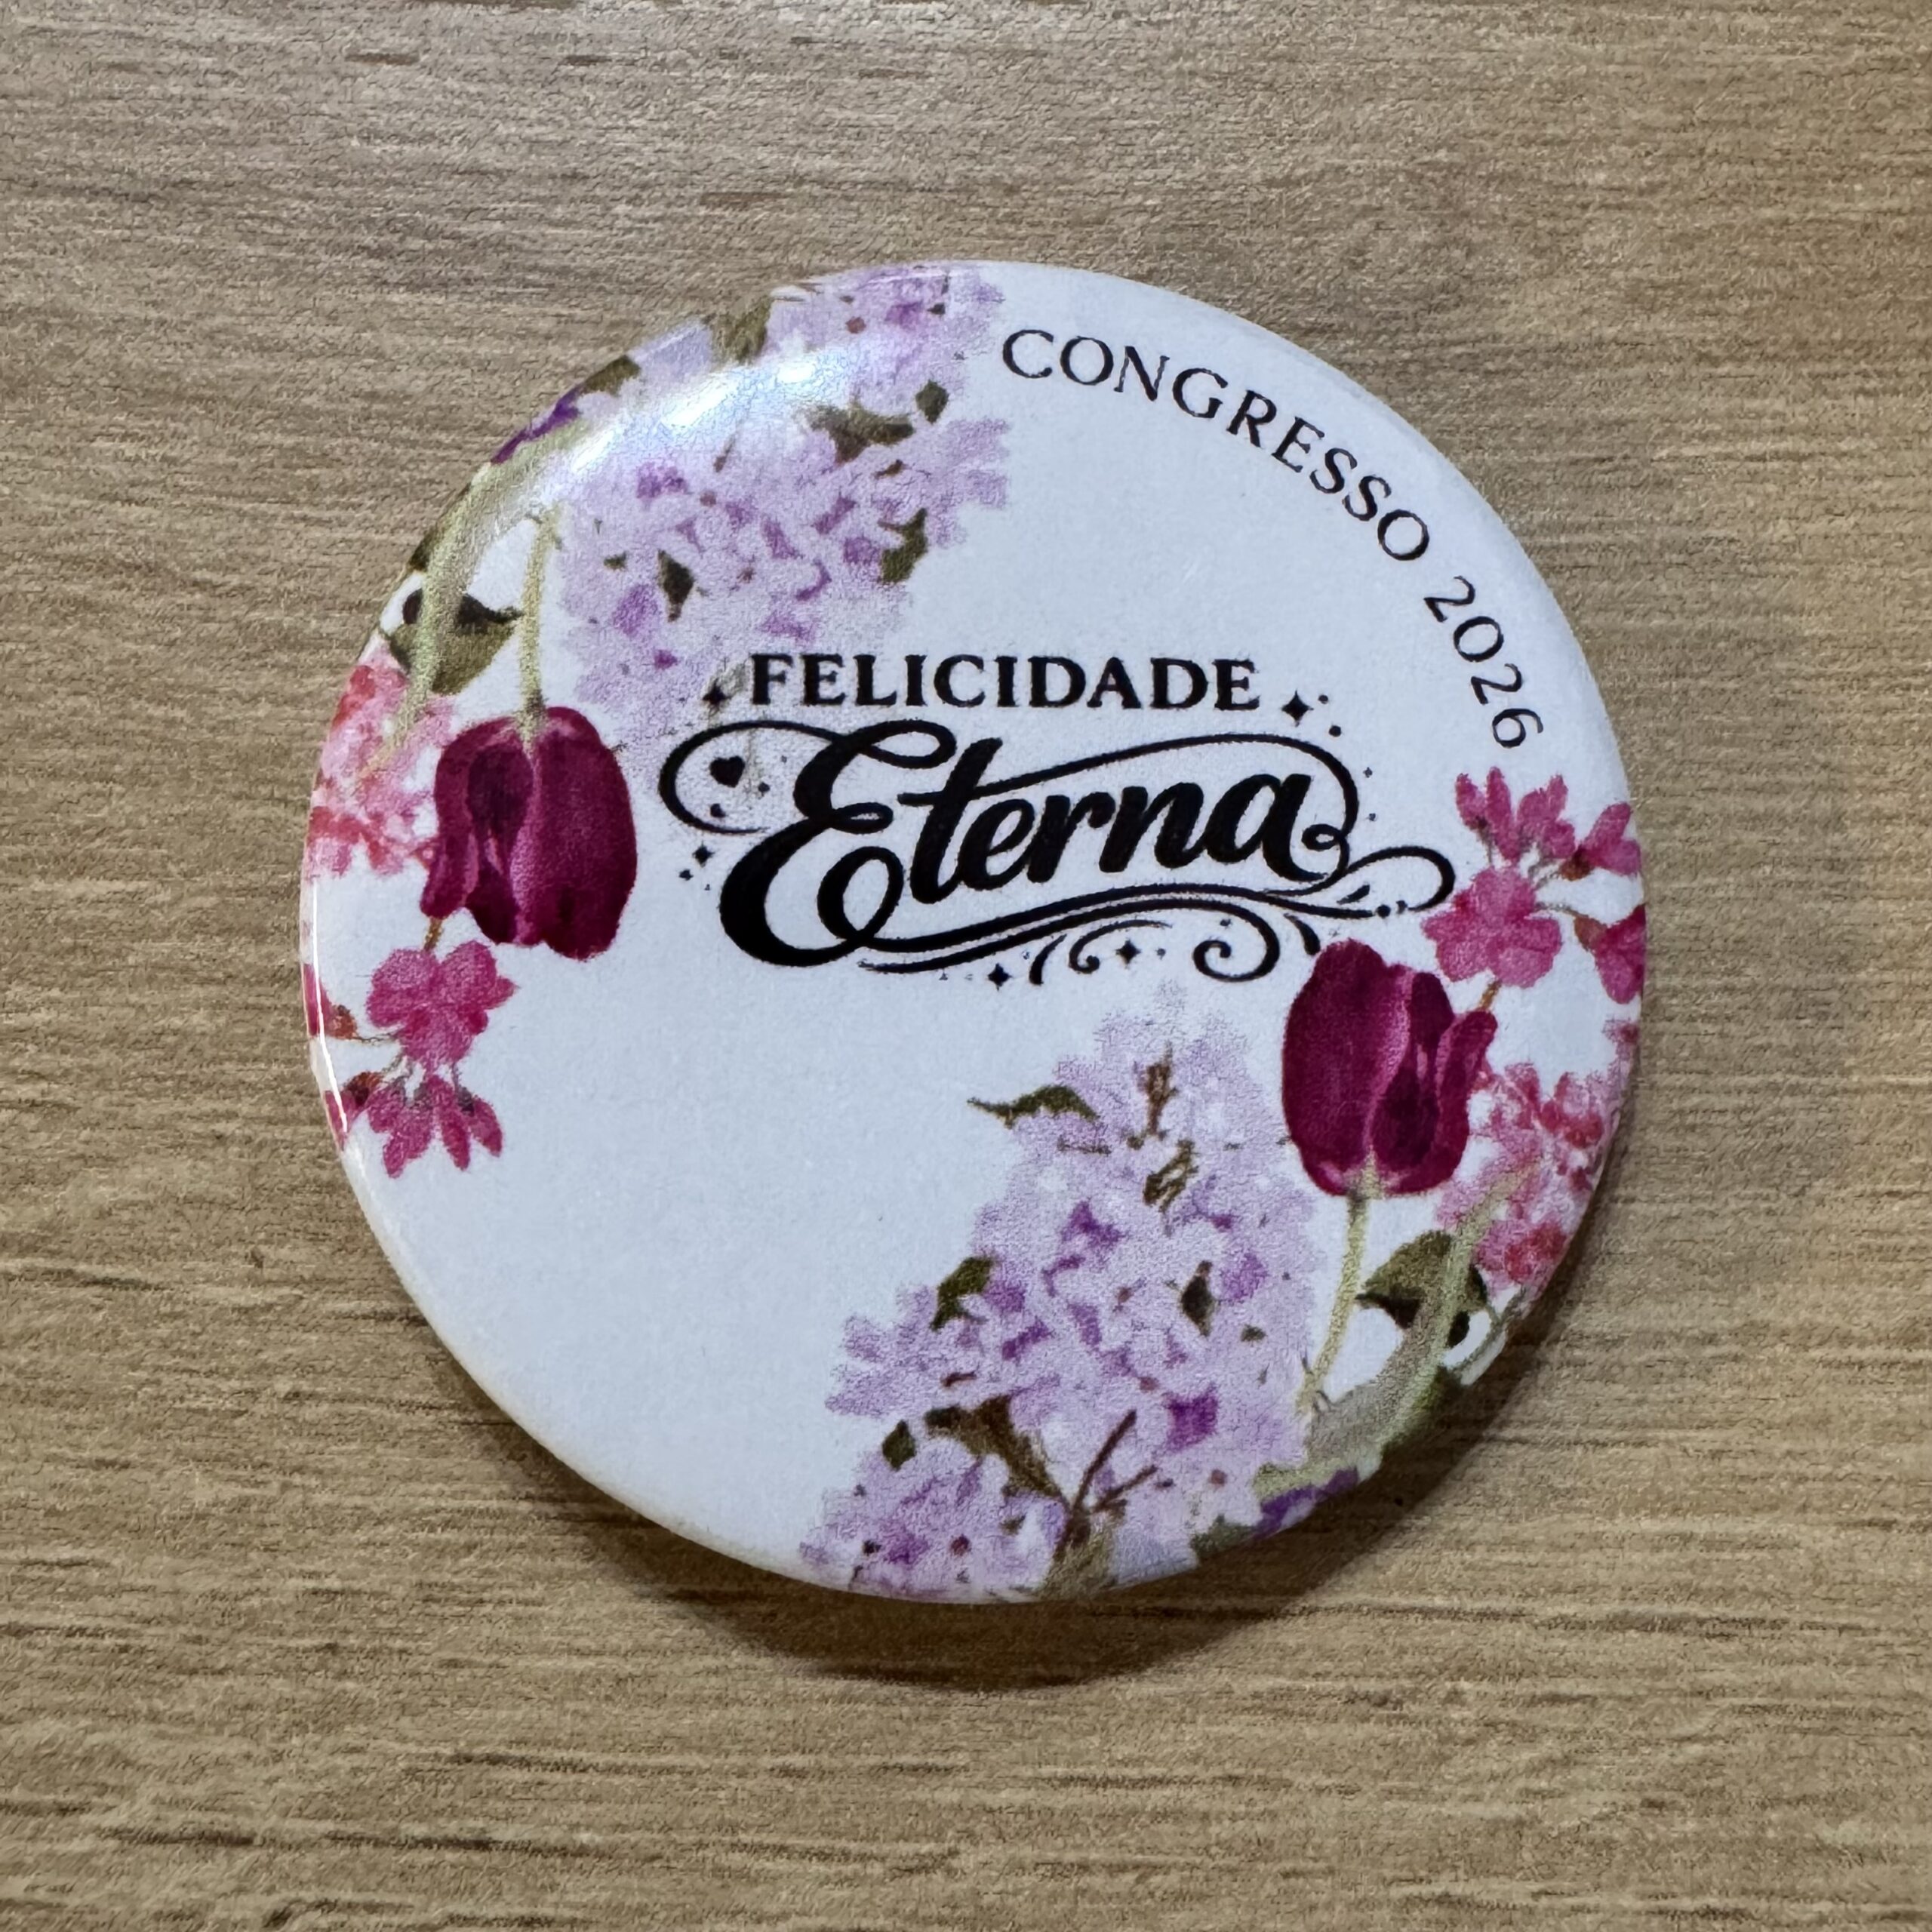 CONGRESSO 2026
FELICIDADE
Eterna